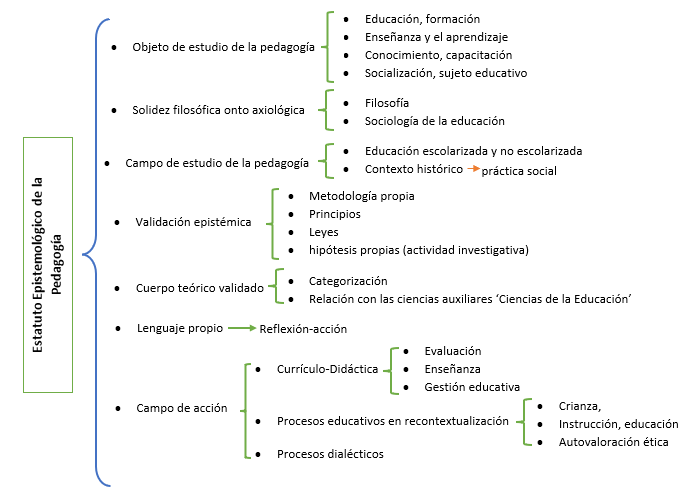 Estatuto Epistemológico de la
Pedagogía
Objeto de estudio de la pedagogía
Educación, formación
Enseñanza y el aprendizaje
Conocimiento, capacitación
Socialización, sujeto educativo
Solidez filosófica onto axiológica
Filosofía
Sociología de la educación
Campo de estudio de la pedagogía
Educación escolarizada y no escolarizada
Contexto histórico práctica social
Validación epistémica
Metodología propia
Principios
Leyes
hipótesis propias (actividad investigativa)
Cuerpo teórico validado
Categorización
Relación con las ciencias auxiliares ‘Ciencias de la Educación’
Lenguaje propio Reflexión-acción
Campo de acción
Currículo-Didáctica
Evaluación
Enseñanza
Gestión educativa
Procesos educativos en recontextualización
Crianza,
Instrucción, educación
Autovaloración ética
Procesos dialécticos